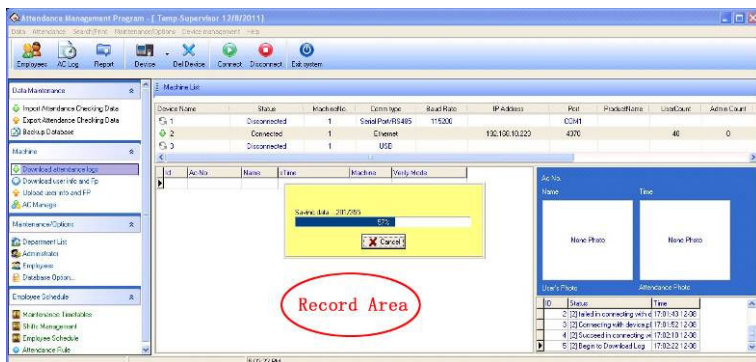 Attendance Management Program - [ Temp Supervisor 12/8/2011]
Data Attendance Search/Print Maintenance/Options Device management Help
Employees AC Log Report Device Del Device Connect Disconnect Exit system
Data Maintenance
Import Attendance Checking Data
Export Attendance Checking Data
Backup Database
Machine
Download attendance logs
Download user info and Fp
Upload user info and FP
AC Manage
Maintenance/Options
Department List
Administrator
Employees
Database Option...
Employee Schedule
Maintenance Timetables
Shifts Management
Employee Schedule
Attendance Rule
Machine List
Device Name Status MachineNo. Comm type Baud Rate IP Address Port ProductName UserCount Admin Count
1 Disconnected 1 Serial Port/RS485 115200 COM1
2 Connected 1 Ethernet 192.168.10.220 4370 40 0
3 Disconnected 1 USB
Id Ac-No Name sTime Machine Verify Mode
Saving data
57%
Cancel
Record Area
Ac No.
Name Time
None Photo None Photo
User's Photo Attendance Photo
ID Status Time
2 [2] failed in connecting with d 17:01:43 12-08
3 [2] Connecting with device,pl 17:01:52 12-08
4 [2] Succeed in connecting w 17:02:10 12-08
5 [2] Begin to Download Log 17:02:22 12-08